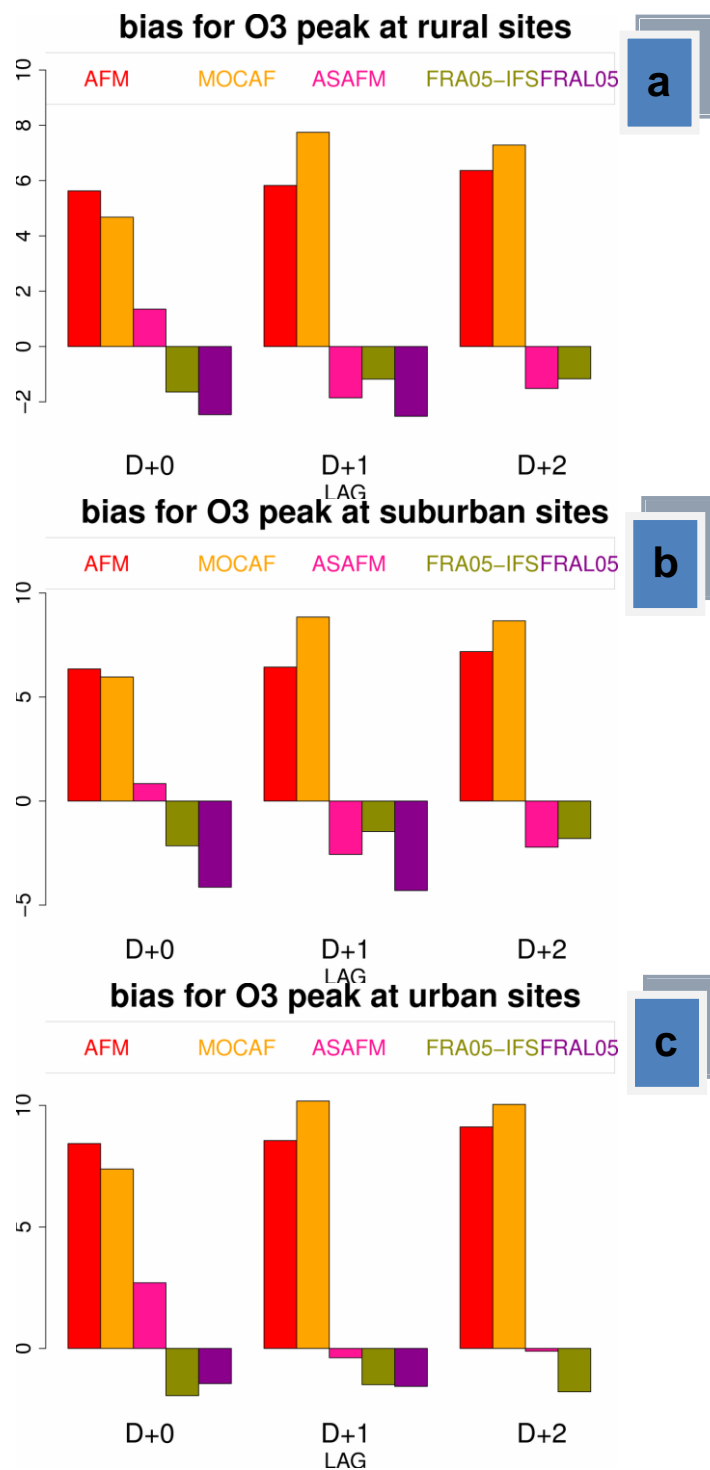 bias for O3 peak at rural sites
AFM MOCAF ASAFM FRA05−IFS FRAL05
a
10
8
6
4
2
0
−2
D+0 D+1 D+2
LAG
bias for O3 peak at suburban sites
AFM MOCAF ASAFM FRA05−IFS FRAL05
b
10
5
0
−5
D+0 D+1 D+2
LAG
bias for O3 peak at urban sites
AFM MOCAF ASAFM FRA05−IFS FRAL05
c
10
5
0
D+0 D+1 D+2
LAG